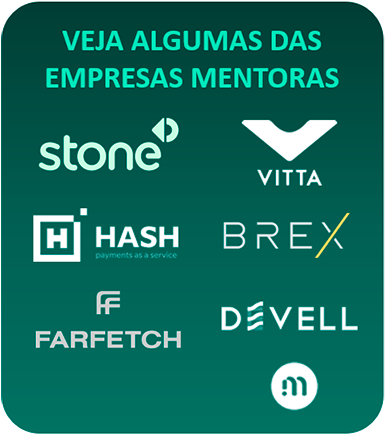 VEJA ALGUMAS DAS
EMPRESAS MENTORAS
stone
VITTA
HASH
payments as a service
BREX
FARFETCH
DEVELL
.m